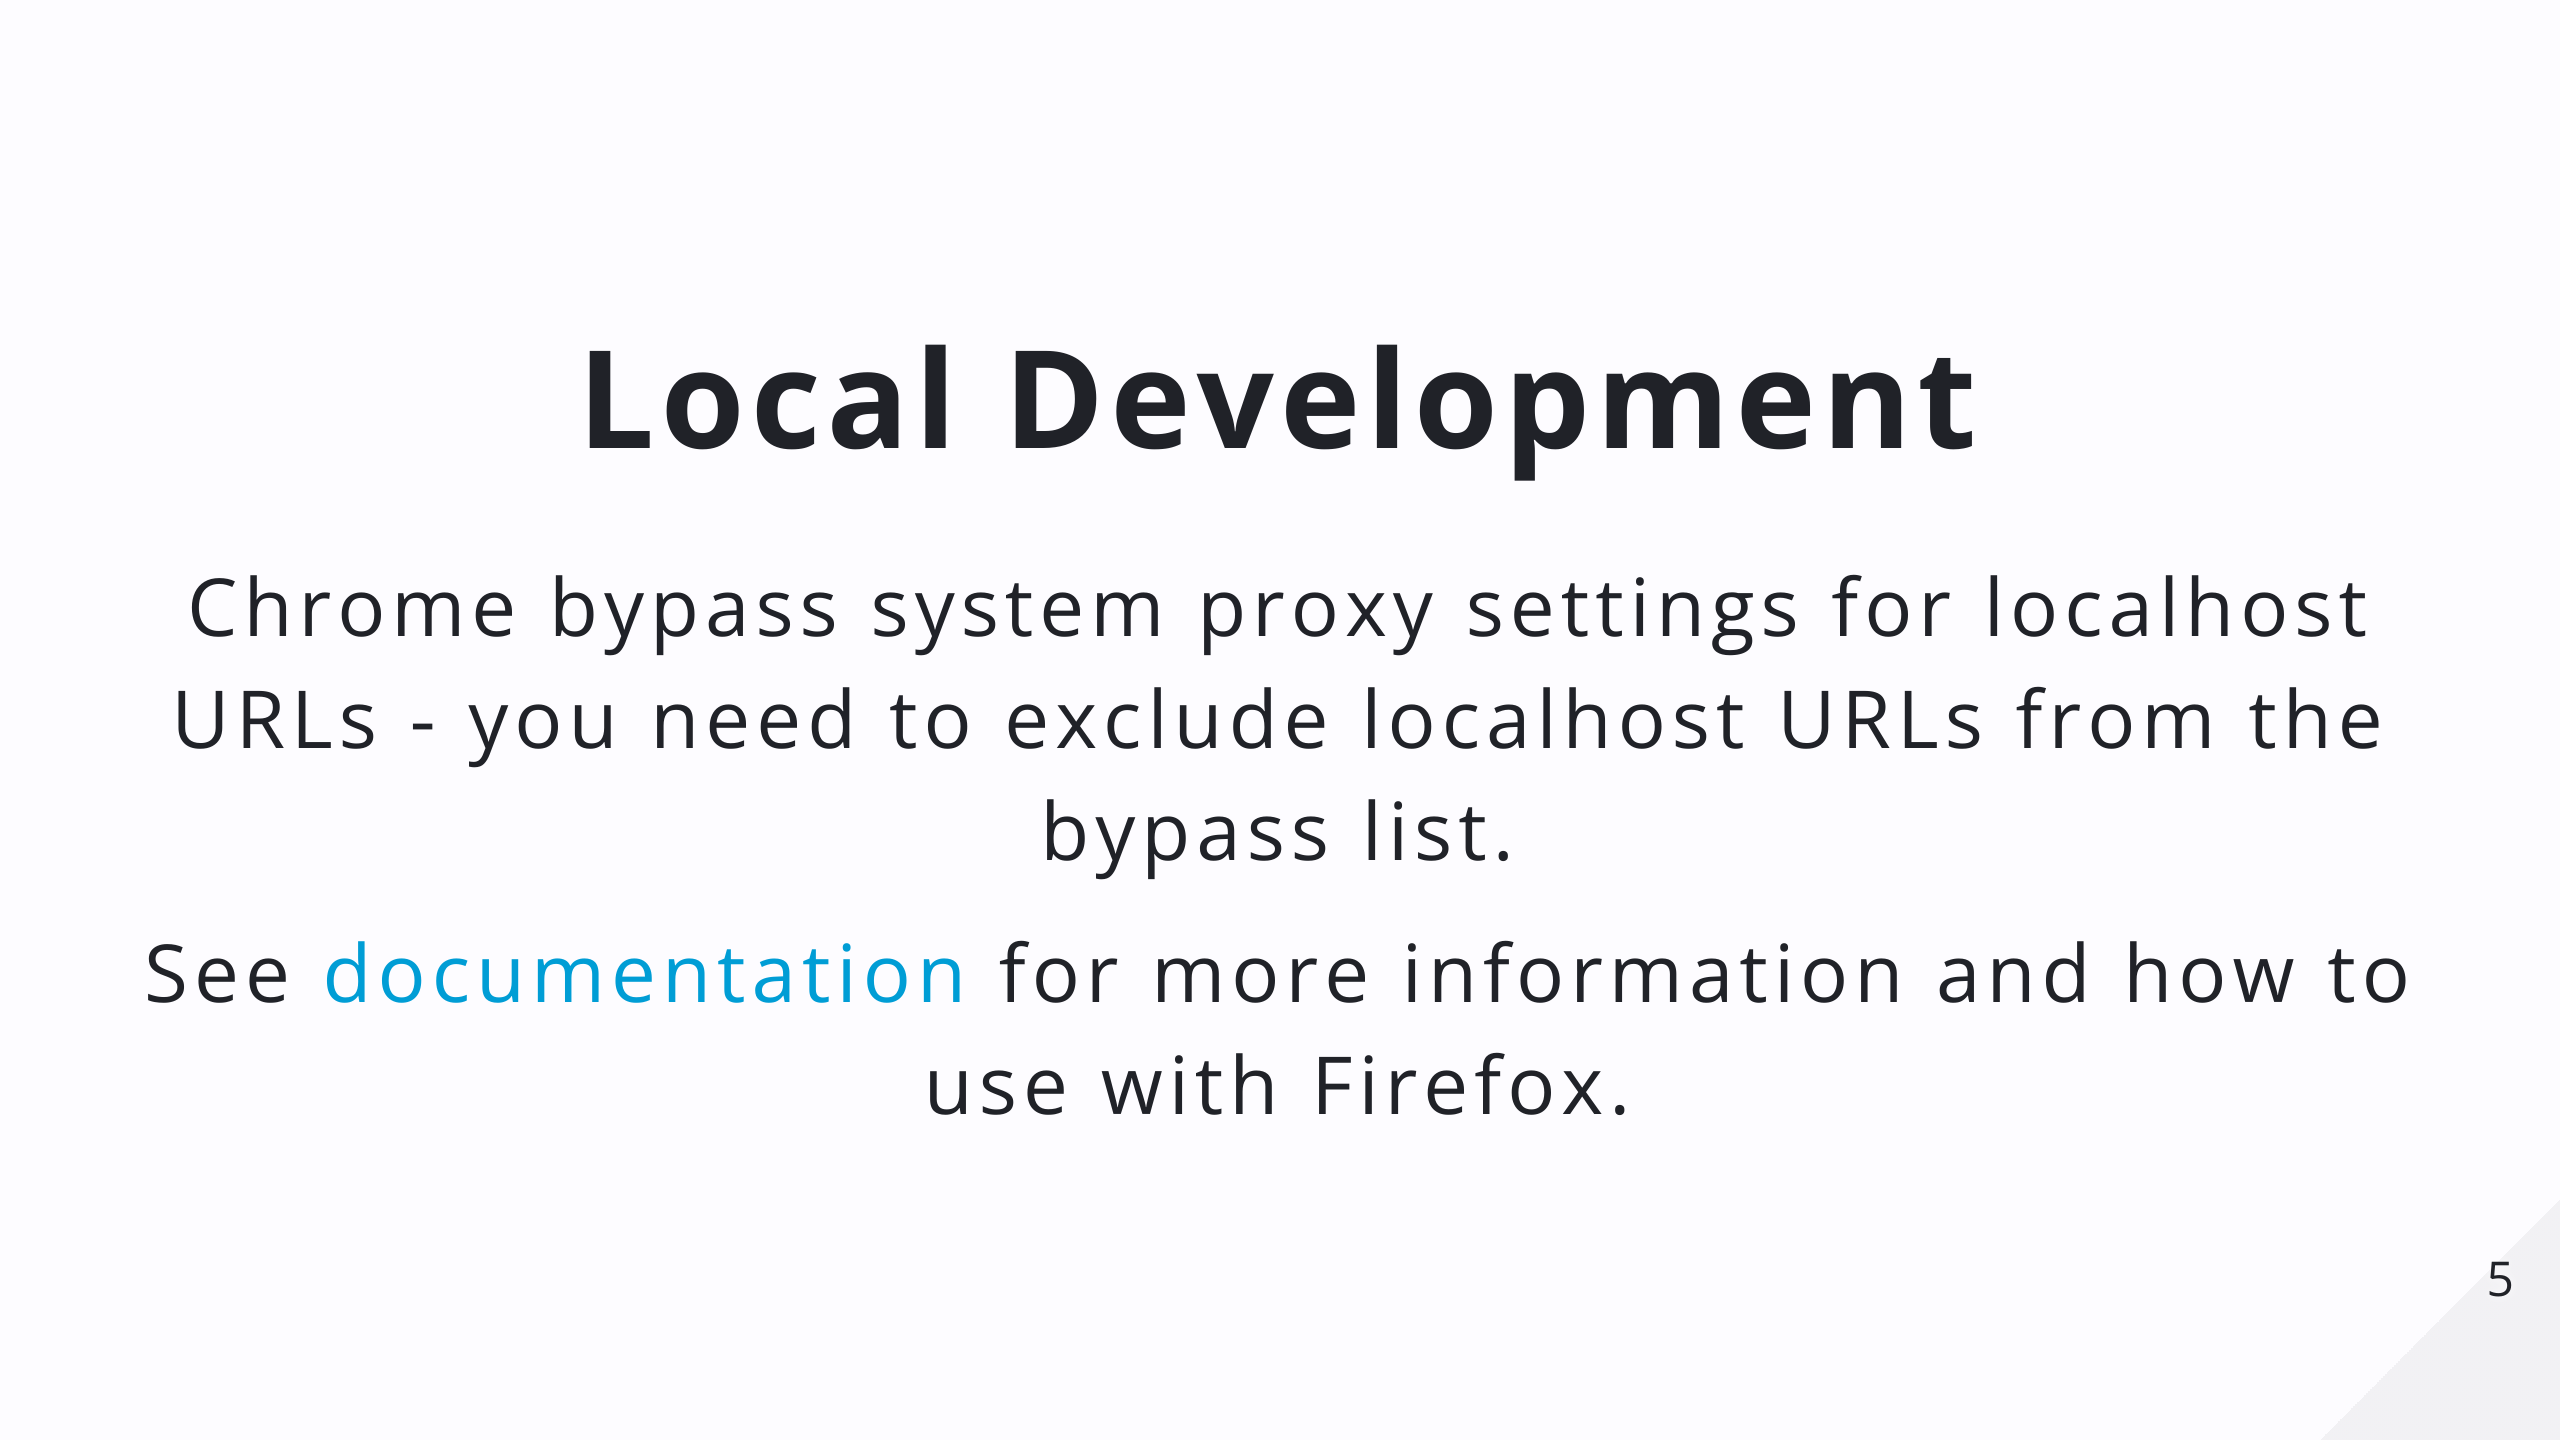 Local Development
Chrome bypass system proxy settings for localhost
URLs - you need to exclude localhost URLs from the
bypass list.
See documentation for more information and how to
use with Firefox.
5